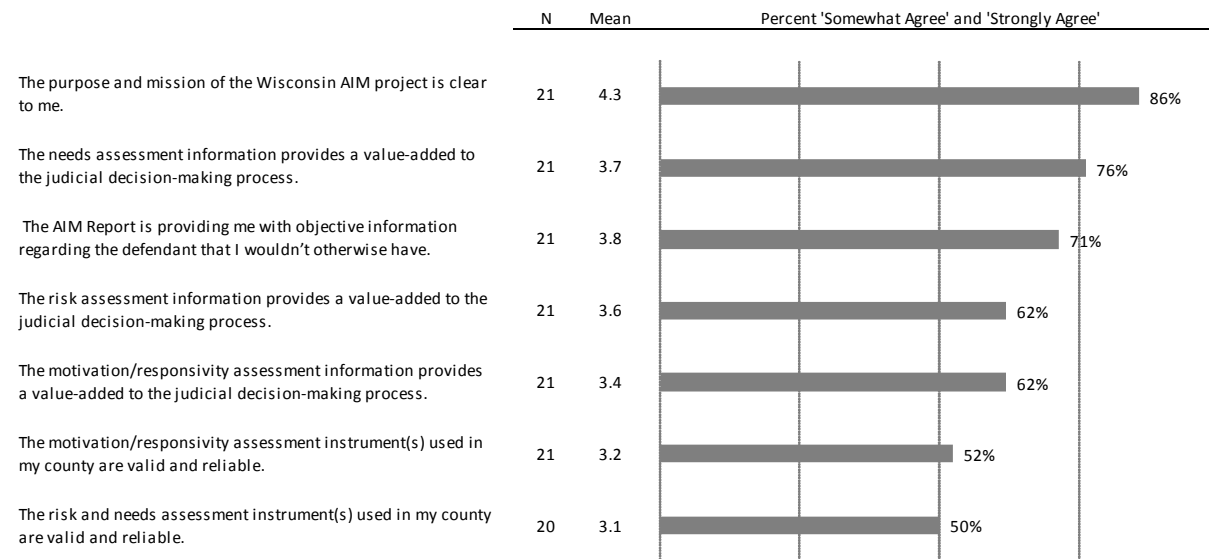 N Mean Percent 'Somewhat Agree' and 'Strongly Agree'
The purpose and mission of the Wisconsin AIM project is clear
to me.
21 4.3 86%
The needs assessment information provides a value-added to
the judicial decision-making process.
21 3.7 76%
The AIM Report is providing me with objective information
regarding the defendant that I wouldn’t otherwise have.
21 3.8 71%
The risk assessment information provides a value-added to the
judicial decision-making process.
21 3.6 62%
The motivation/responsivity assessment information provides
a value-added to the judicial decision-making process.
21 3.4 62%
The motivation/responsivity assessment instrument(s) used in
my county are valid and reliable.
21 3.2 52%
The risk and needs assessment instrument(s) used in my county
are valid and reliable.
20 3.1 50%